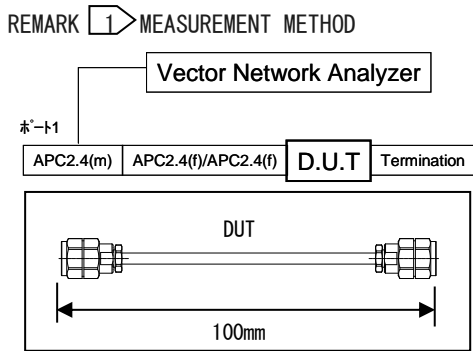 REMARK 1 MEASUREMENT METHOD
Vector Network Analyzer
ﾎﾟｰﾄ1
APC2.4(m) APC2.4(f)/APC2.4(f) D.U.T Termination
DUT
100mm